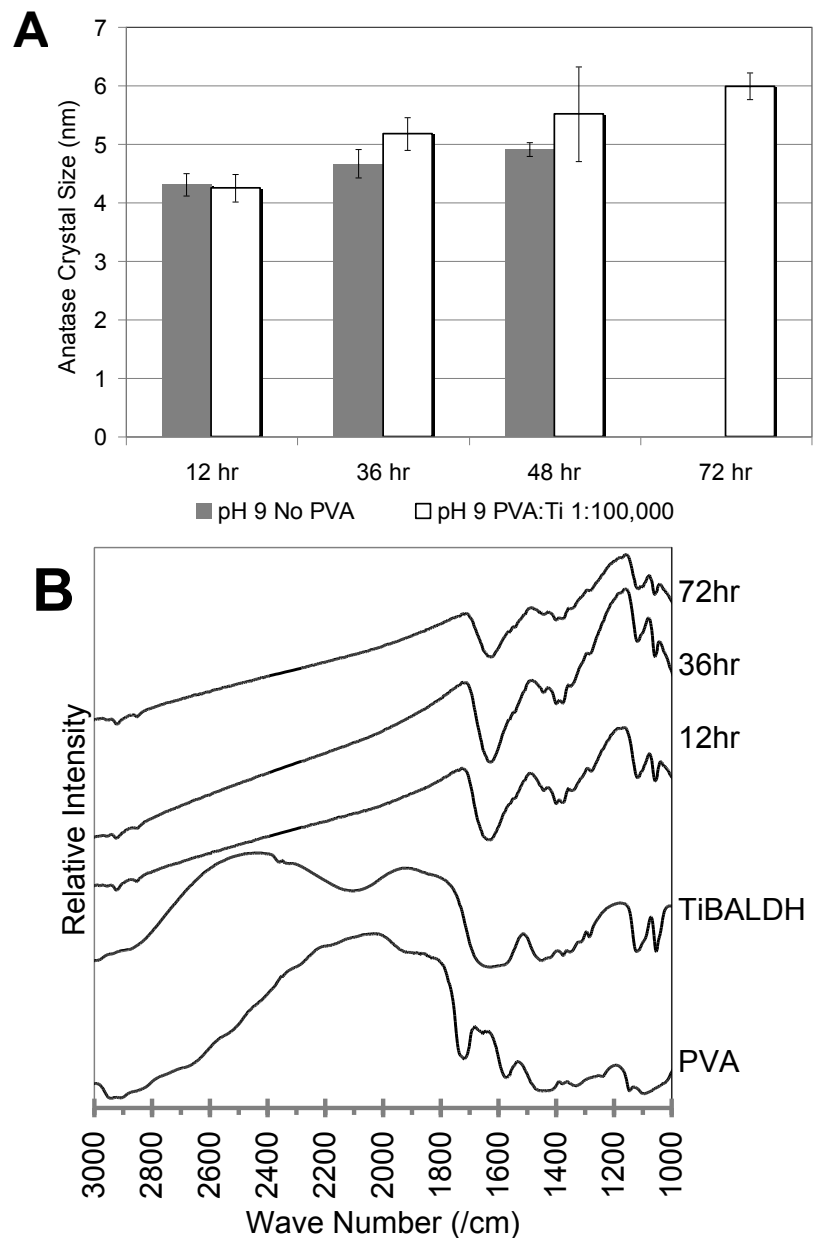 A
Anatase Crystal Size (nm)
7
6
5
4
3
2
1
0
12 hr 36 hr 48 hr 72 hr
pH 9 No PVA pH 9 PVA:Ti 1:100,000
B
Relative Intensity
72hr
36hr
12hr
TiBALDH
PVA
3000 2800 2600 2400 2200 2000 1800 1600 1400 1200 1000
Wave Number (/cm)